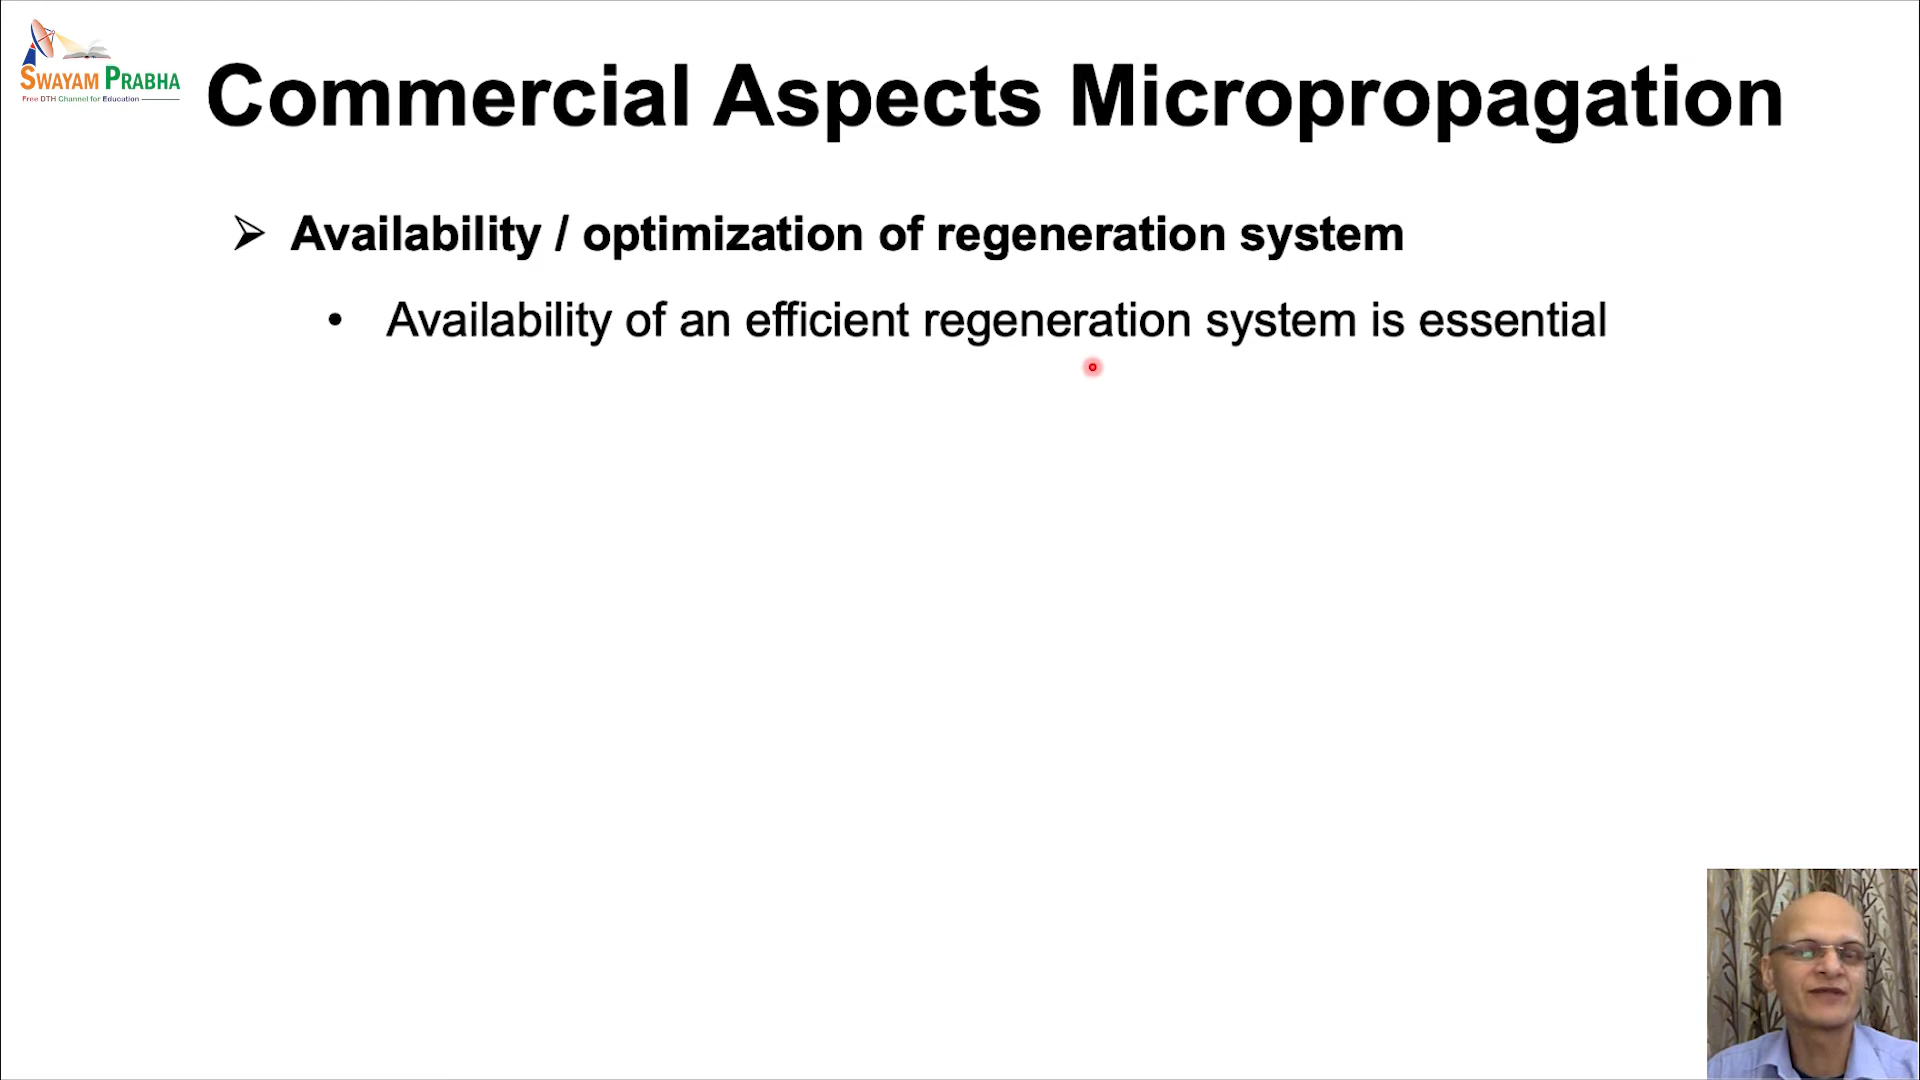 SWAYAM PRABHA
Free DTH Channel for Education
Commercial Aspects Micropropagation
➢ Availability / optimization of regeneration system
• Availability of an efficient regeneration system is essential